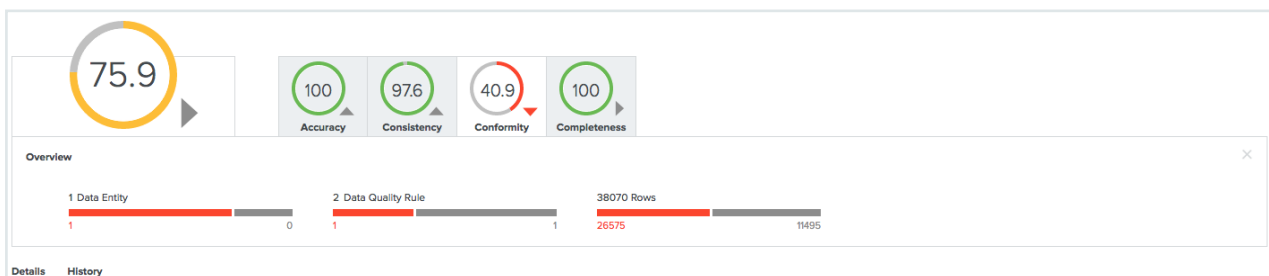 75.9
100
97.6
40.9
100
Accuracy
Consistency
Conformity
Completeness
Overview
1 Data Entity
2 Data Quality Rule
38070 Rows
1
0
1
1
26575
11495
Details
History